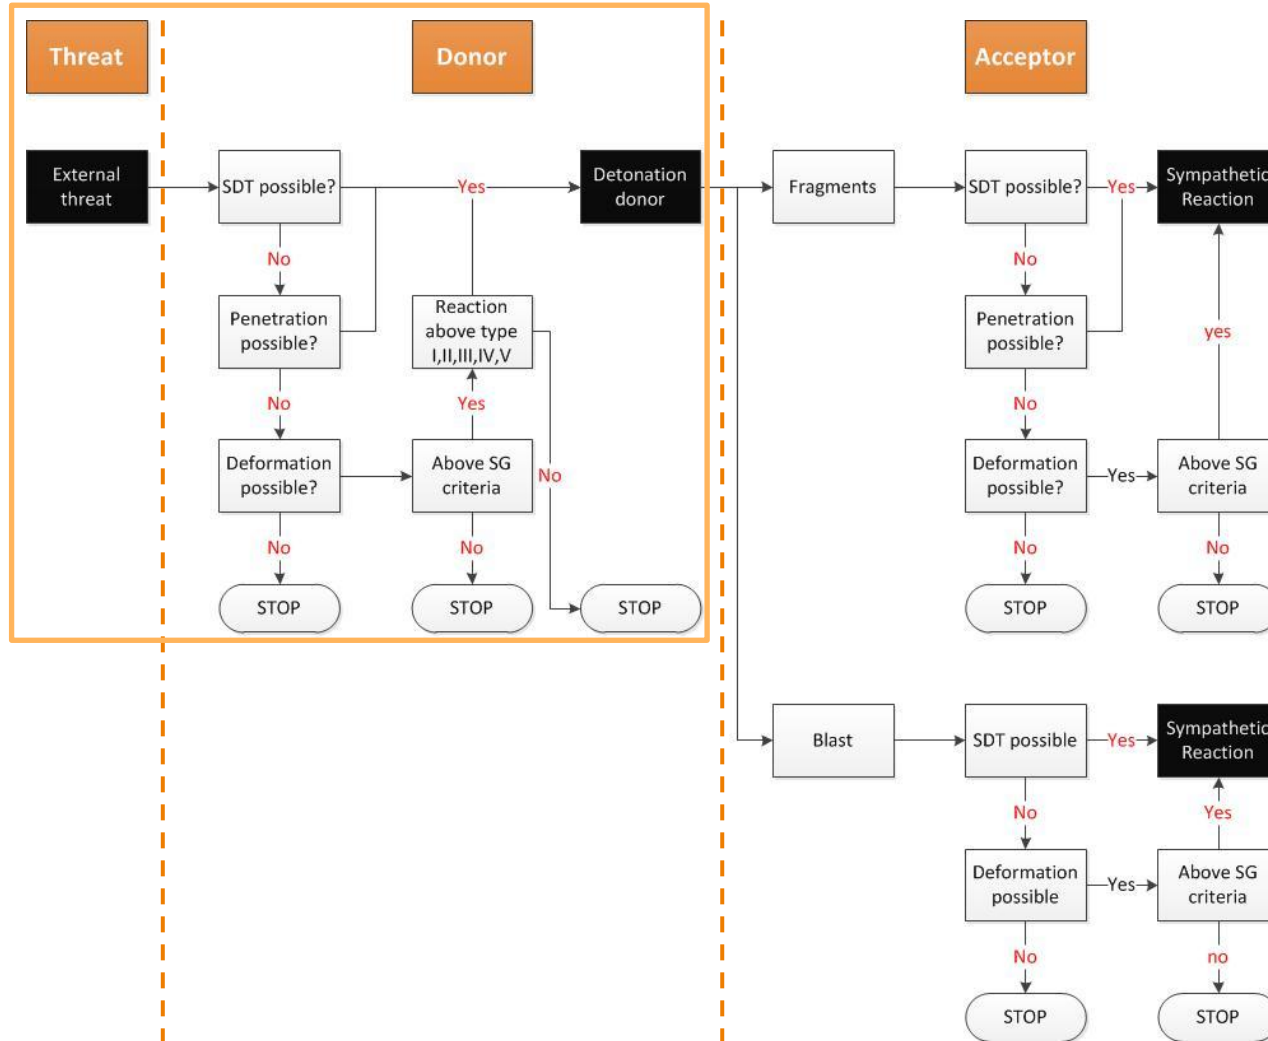 Threat
Donor
Acceptor
External
threat
SDT possible?
Yes
Detonation
donor
Fragments
SDT possible?
Yes
Sympathetic
Reaction
No
No
Penetration
possible?
Reaction
above type
I,II,III,IV,V
Penetration
possible?
yes
No
Yes
No
Deformation
possible?
Above SG
criteria
No
Deformation
possible?
Yes
Above SG
criteria
No
No
No
No
STOP
STOP
STOP
STOP
STOP
Blast
SDT possible
Yes
Sympathetic
Reaction
No
Yes
Deformation
possible
Yes
Above SG
criteria
No
no
STOP
STOP